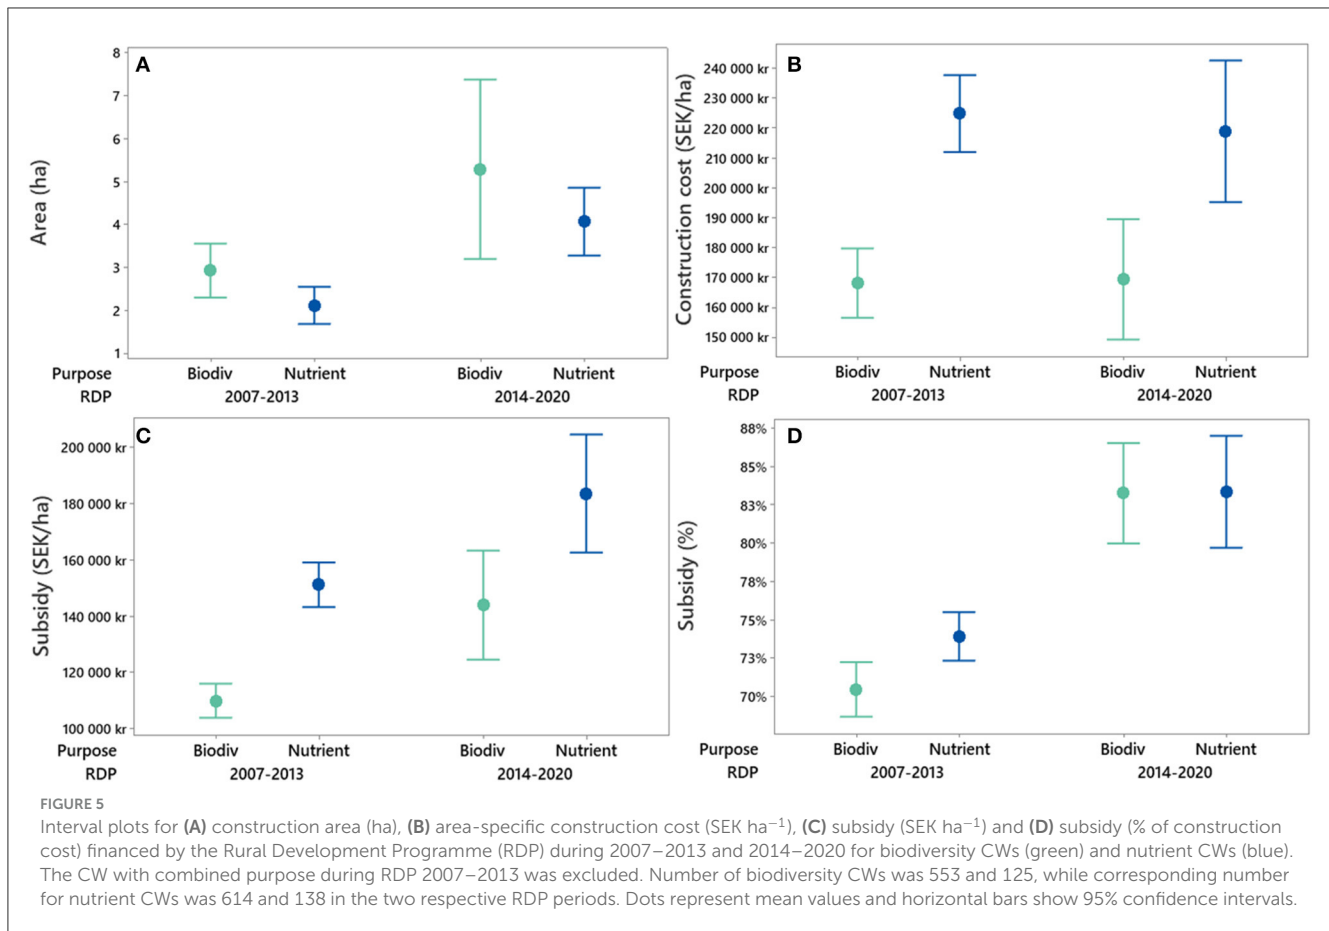 A
Area (ha)
8
7
6
5
4
3
2
1
Purpose Biodiv Nutrient Biodiv Nutrient
RDP 2007-2013 2014-2020
B
Construction cost (SEK/ha)
240 000 kr
230 000 kr
220 000 kr
210 000 kr
200 000 kr
190 000 kr
180 000 kr
170 000 kr
160 000 kr
150 000 kr
Purpose Biodiv Nutrient Biodiv Nutrient
RDP 2007-2013 2014-2020
C
Subsidy (SEK/ha)
200 000 kr
180 000 kr
160 000 kr
140 000 kr
120 000 kr
100 000 kr
Purpose Biodiv Nutrient Biodiv Nutrient
RDP 2007-2013 2014-2020
D
Subsidy (%)
88%
85%
83%
80%
78%
75%
73%
70%
Purpose Biodiv Nutrient Biodiv Nutrient
RDP 2007-2013 2014-2020
FIGURE 5
Interval plots for (A) construction area (ha), (B) area-specific construction cost (SEK ha⁻¹), (C) subsidy (SEK ha⁻¹) and (D) subsidy (% of construction
cost) financed by the Rural Development Programme (RDP) during 2007–2013 and 2014–2020 for biodiversity CWs (green) and nutrient CWs (blue).
The CW with combined purpose during RDP 2007–2013 was excluded. Number of biodiversity CWs was 553 and 125, while corresponding number
for nutrient CWs was 614 and 138 in the two respective RDP periods. Dots represent mean values and horizontal bars show 95% confidence intervals.